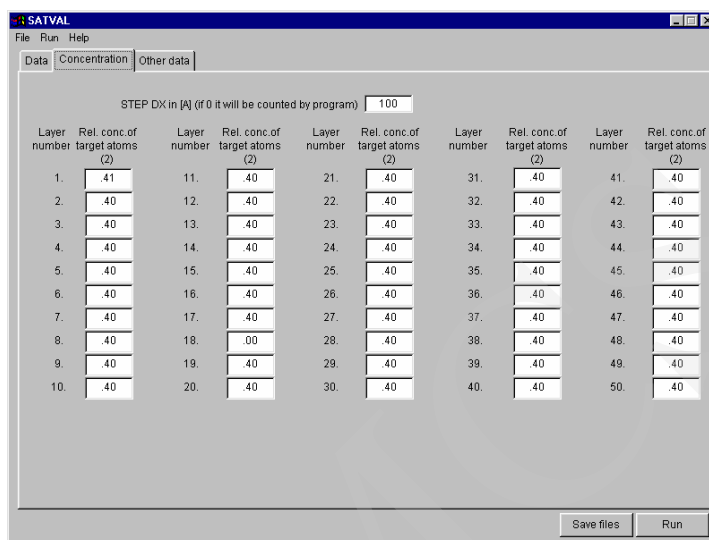 SATVAL
File Run Help
Data Concentration Other data
STEP DX in [A] (if 0 it will be counted by program) 100
Layer Rel. conc.of Layer Rel. conc.of Layer Rel. conc.of Layer Rel. conc.of Layer Rel. conc.of
number target atoms number target atoms number target atoms number target atoms number target atoms
(2) (2) (2) (2) (2)
1. .41 11. .40 21. .40 31. .40 41. .40
2. .40 12. .40 22. .40 32. .40 42. .40
3. .40 13. .40 23. .40 33. .40 43. .40
4. .40 14. .40 24. .40 34. .40 44. .40
5. .40 15. .40 25. .40 35. .40 45. .40
6. .40 16. .40 26. .40 36. .40 46. .40
7. .40 17. .40 27. .40 37. .40 47. .40
8. .40 18. .00 28. .40 38. .40 48. .40
9. .40 19. .40 29. .40 39. .40 49. .40
10. .40 20. .40 30. .40 40. .40 50. .40
Save files Run